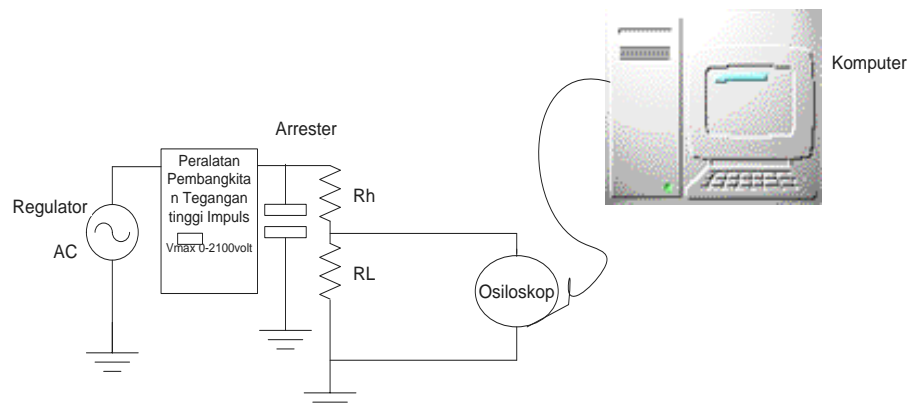 Komputer
Arrester
Peralatan
Pembangkita
n Tegangan
tinggi Impuls
Vmax 0-2100volt
Rh
Regulator
AC
RL
Osiloskop